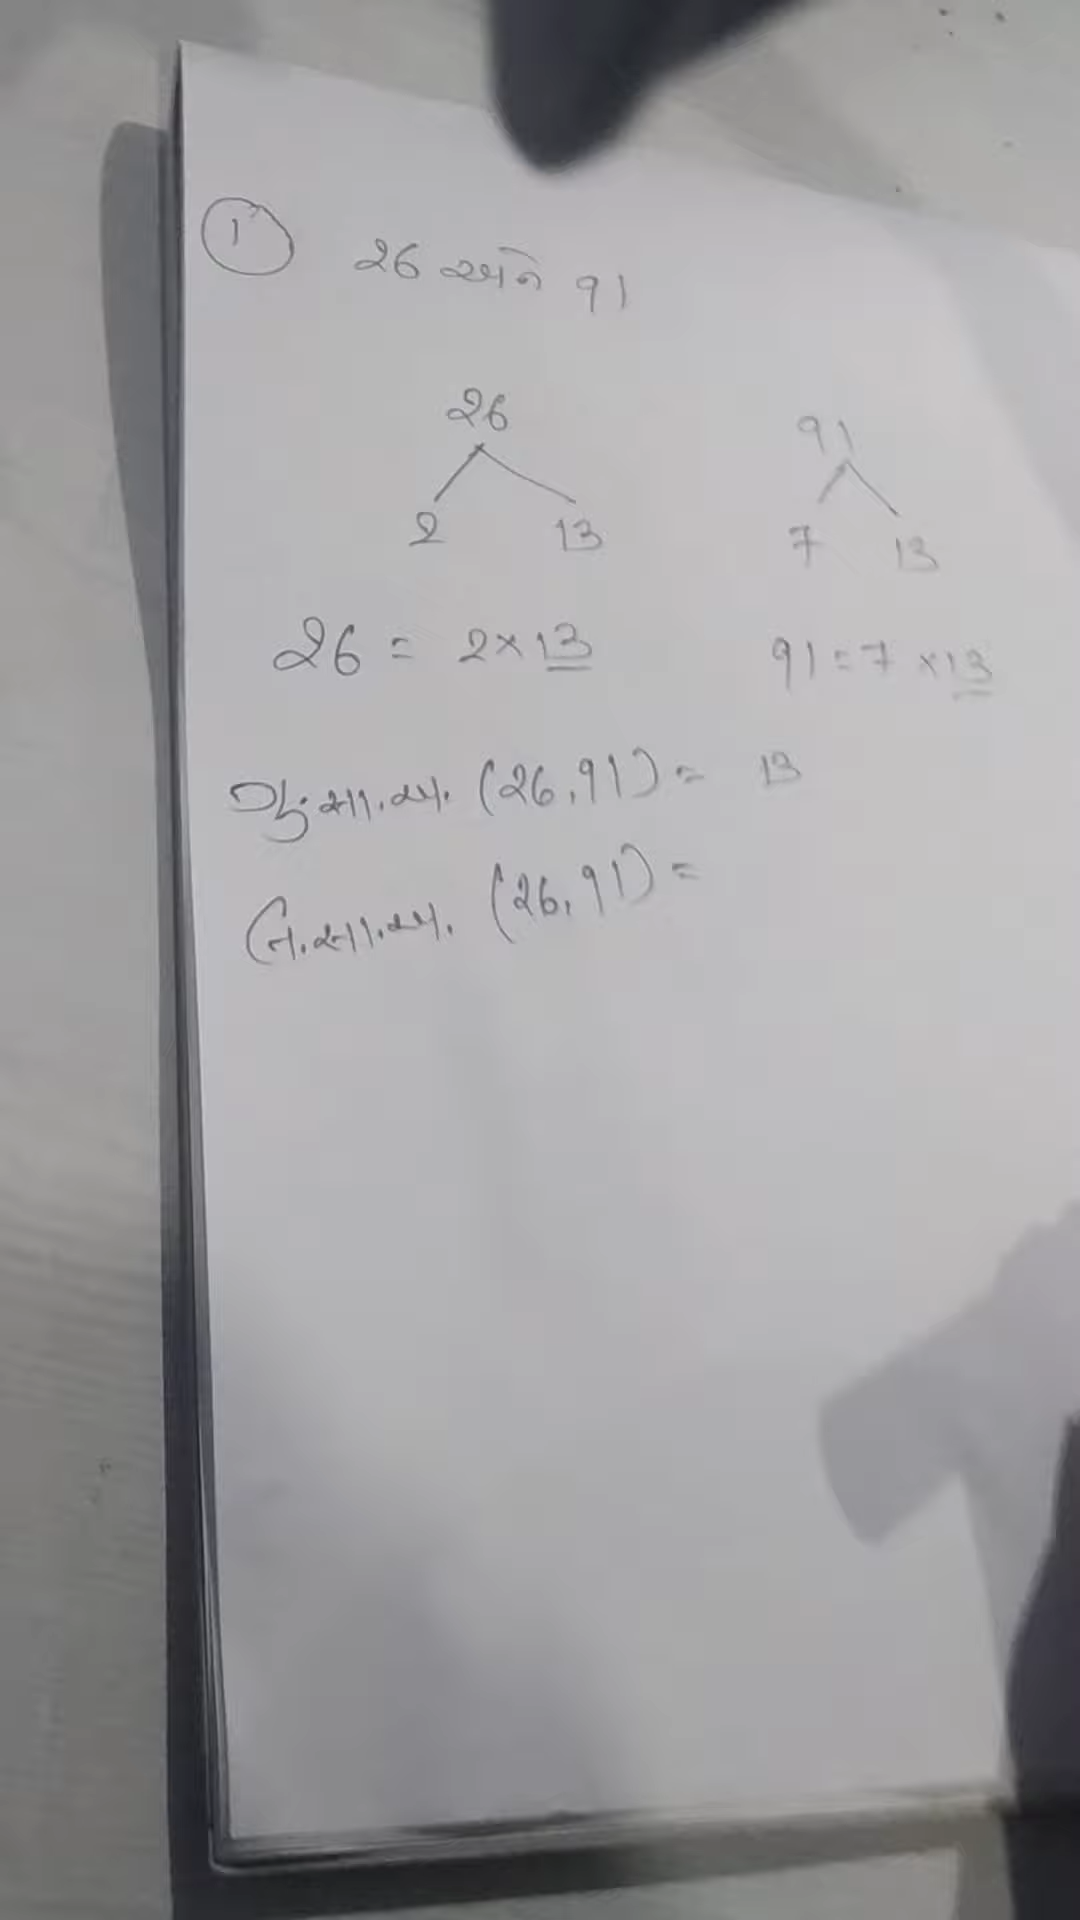 1 26 અને 91
26 91
2 13 7 13
26 = 2 × 13 91 = 7 × 13
ગુ.સા.અ. (26, 91) = 13
લ.સા.અ. (26, 91) =